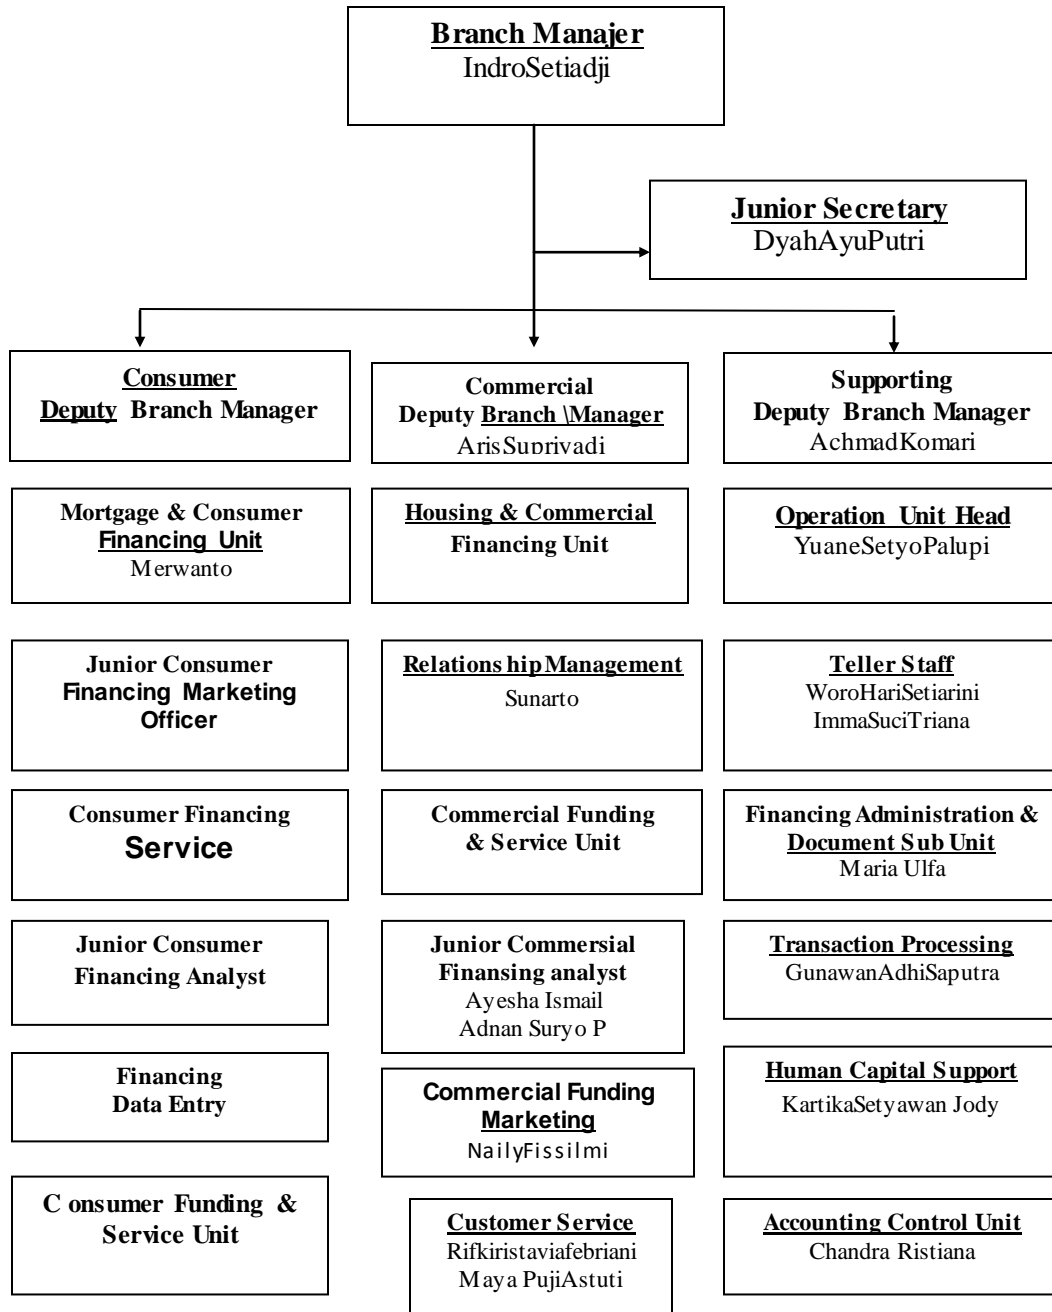 Branch Manajer
IndroSetiadji
Junior Secretary
DyahAyuPutri
Consumer
Deputy Branch Manager
Commercial
Deputy Branch \Manager
ArisSuprivadi
Supporting
Deputy Branch Manager
AchmadKomari
Mortgage & Consumer
Financing Unit
Merwanto
Housing & Commercial
Financing Unit
Operation Unit Head
YuaneSetyoPalupi
Junior Consumer
Financing Marketing
Officer
Relations hip Management
Sunarto
Teller Staff
WoroHariSetiarini
ImmaSuciTriana
Consumer Financing
Service
Commercial Funding
& Service Unit
Financing Administration &
Document Sub Unit
Maria Ulfa
Junior Consumer
Financing Analyst
Junior Commersial
Finansing analyst
Ayesha Ismail
Adnan Suryo P
Transaction Processing
GunawanAdhiSaputra
Financing
Data Entry
Commercial Funding
Marketing
NailyFissilmi
Human Capital Support
KartikaSetyawan Jody
C onsumer Funding &
Service Unit
Customer Service
Rifkiristaviafebriani
Maya PujiAstuti
Accounting Control Unit
Chandra Ristiana